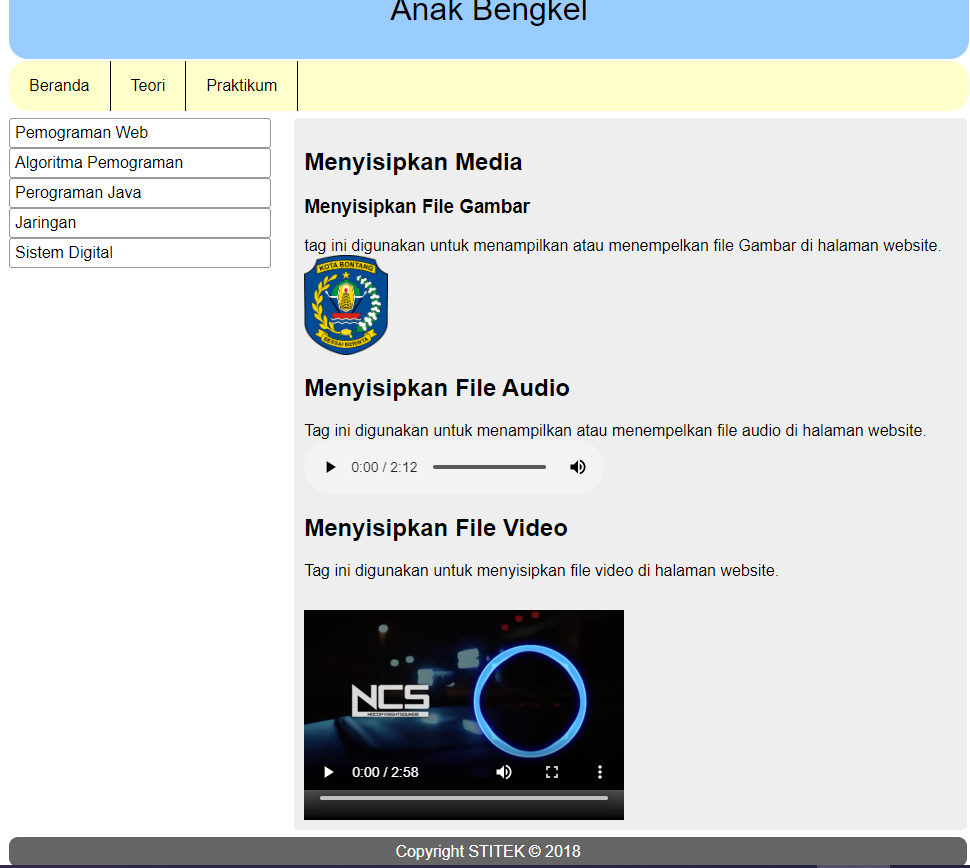 Anak Bengkel
Beranda
Teori
Praktikum
Pemograman Web
Algoritma Pemograman
Perograman Java
Jaringan
Sistem Digital
Menyisipkan Media
Menyisipkan File Gambar
tag ini digunakan untuk menampilkan atau menempelkan file Gambar di halaman website.
KOTA BONTANG
BESSAI BERINTA
Menyisipkan File Audio
Tag ini digunakan untuk menampilkan atau menempelkan file audio di halaman website.
0:00 / 2:12
Menyisipkan File Video
Tag ini digunakan untuk menyisipkan file video di halaman website.
NCS
NOCOPYRIGHTSOUNDS
0:00 / 2:58
Copyright STITEK © 2018